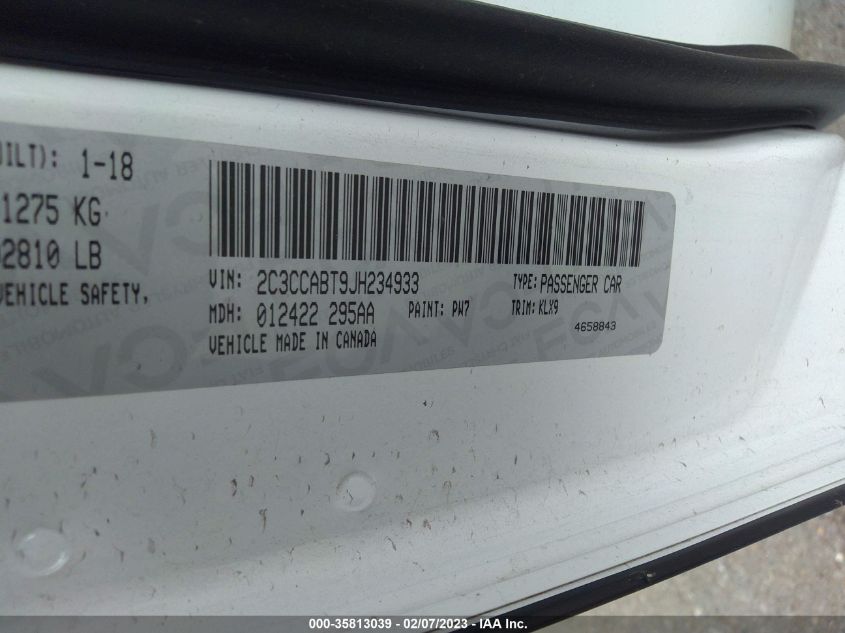 UILT): 1-18
1275 KG
2810 LB
VEHICLE SAFETY,
VIN: 2C3CCABT9JH234933 TYPE: PASSENGER CAR
MDH: 012422 295AA PAINT: PW7 TRIM: KLX9
4658843
VEHICLE MADE IN CANADA
000-35813039 - 02/07/2023 - IAA Inc.